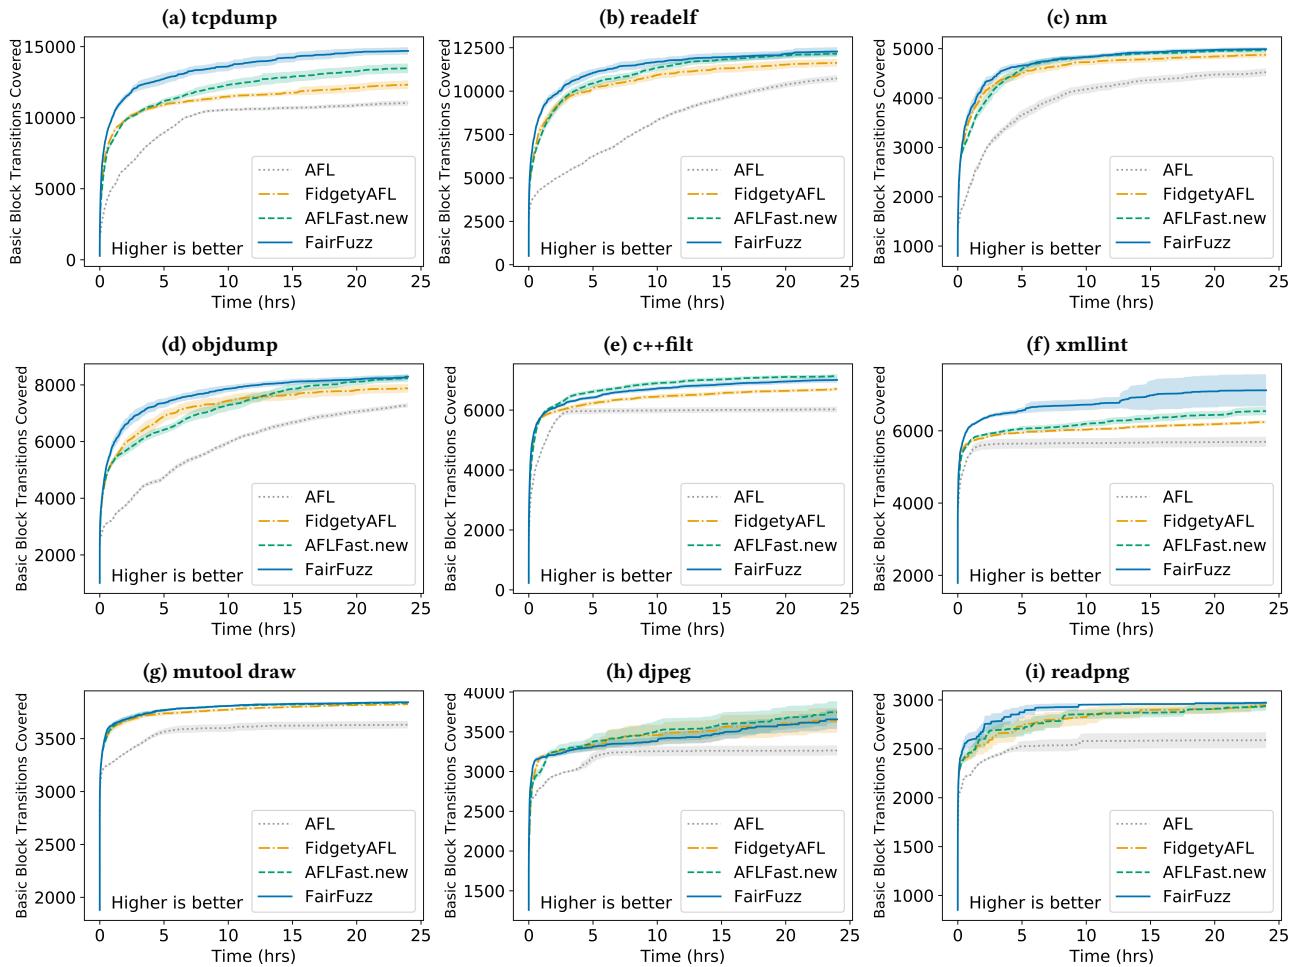 (a) tcpdump
Basic Block Transitions Covered
15000
10000
5000
0
AFL
FidgetyAFL
AFLFast.new
FairFuzz
Higher is better
0 5 10 15 20 25
Time (hrs)
(b) readelf
Basic Block Transitions Covered
12500
10000
7500
5000
2500
0
AFL
FidgetyAFL
AFLFast.new
FairFuzz
Higher is better
0 5 10 15 20 25
Time (hrs)
(c) nm
Basic Block Transitions Covered
5000
4000
3000
2000
1000
AFL
FidgetyAFL
AFLFast.new
FairFuzz
Higher is better
0 5 10 15 20 25
Time (hrs)
(d) objdump
Basic Block Transitions Covered
8000
6000
4000
2000
AFL
FidgetyAFL
AFLFast.new
FairFuzz
Higher is better
0 5 10 15 20 25
Time (hrs)
(e) c++filt
Basic Block Transitions Covered
6000
4000
2000
0
AFL
FidgetyAFL
AFLFast.new
FairFuzz
Higher is better
0 5 10 15 20 25
Time (hrs)
(f) xmllint
Basic Block Transitions Covered
6000
4000
2000
AFL
FidgetyAFL
AFLFast.new
FairFuzz
Higher is better
0 5 10 15 20 25
Time (hrs)
(g) mutool draw
Basic Block Transitions Covered
3500
3000
2500
2000
AFL
FidgetyAFL
AFLFast.new
FairFuzz
Higher is better
0 5 10 15 20 25
Time (hrs)
(h) djpeg
Basic Block Transitions Covered
4000
3500
3000
2500
2000
1500
AFL
FidgetyAFL
AFLFast.new
FairFuzz
Higher is better
0 5 10 15 20 25
Time (hrs)
(i) readpng
Basic Block Transitions Covered
3000
2500
2000
1500
1000
AFL
FidgetyAFL
AFLFast.new
FairFuzz
Higher is better
0 5 10 15 20 25
Time (hrs)